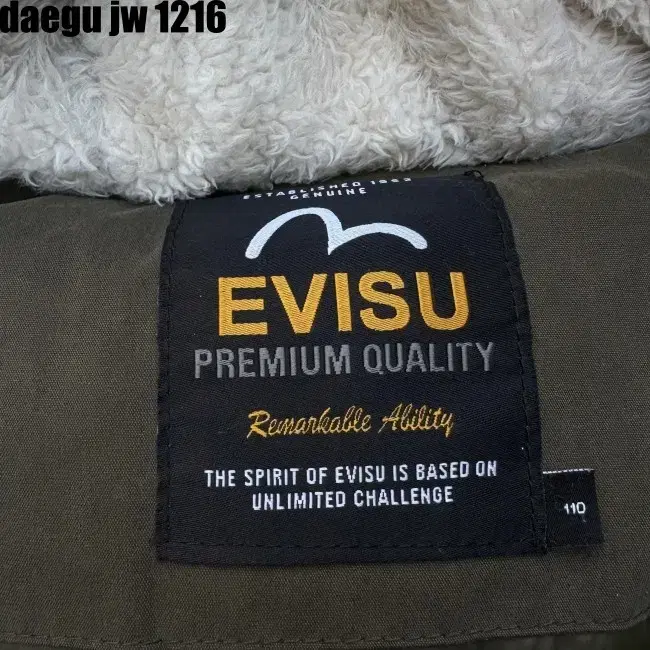 daegu jw 1216
ESTABLISHED
GENUINE
EVISU
PREMIUM QUALITY
Remarkable Ability
THE SPIRIT OF EVISU IS BASED ON
UNLIMITED CHALLENGE
110